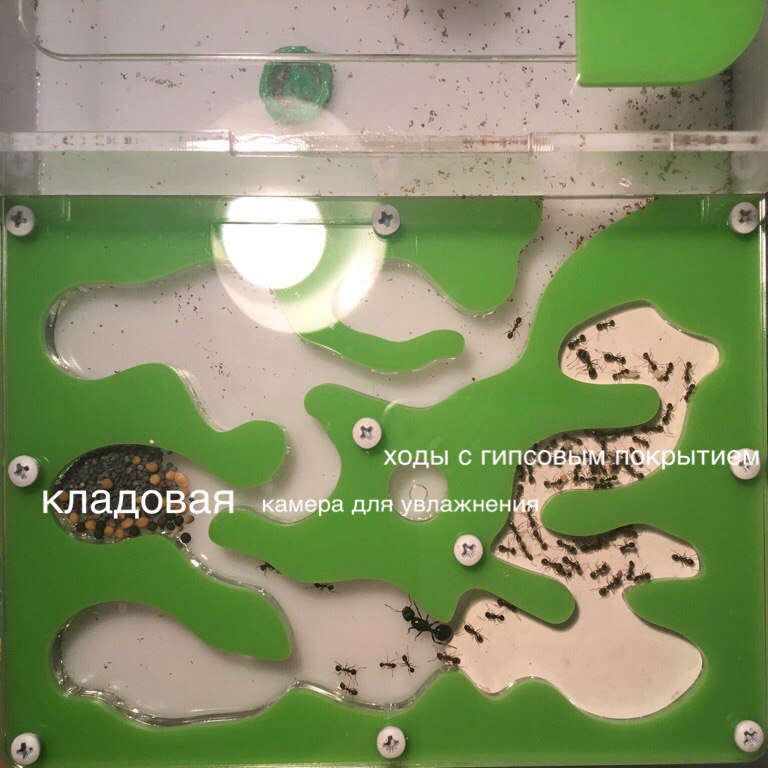 ходы с гипсовым покрытием
кладовая
камера для увлажнения